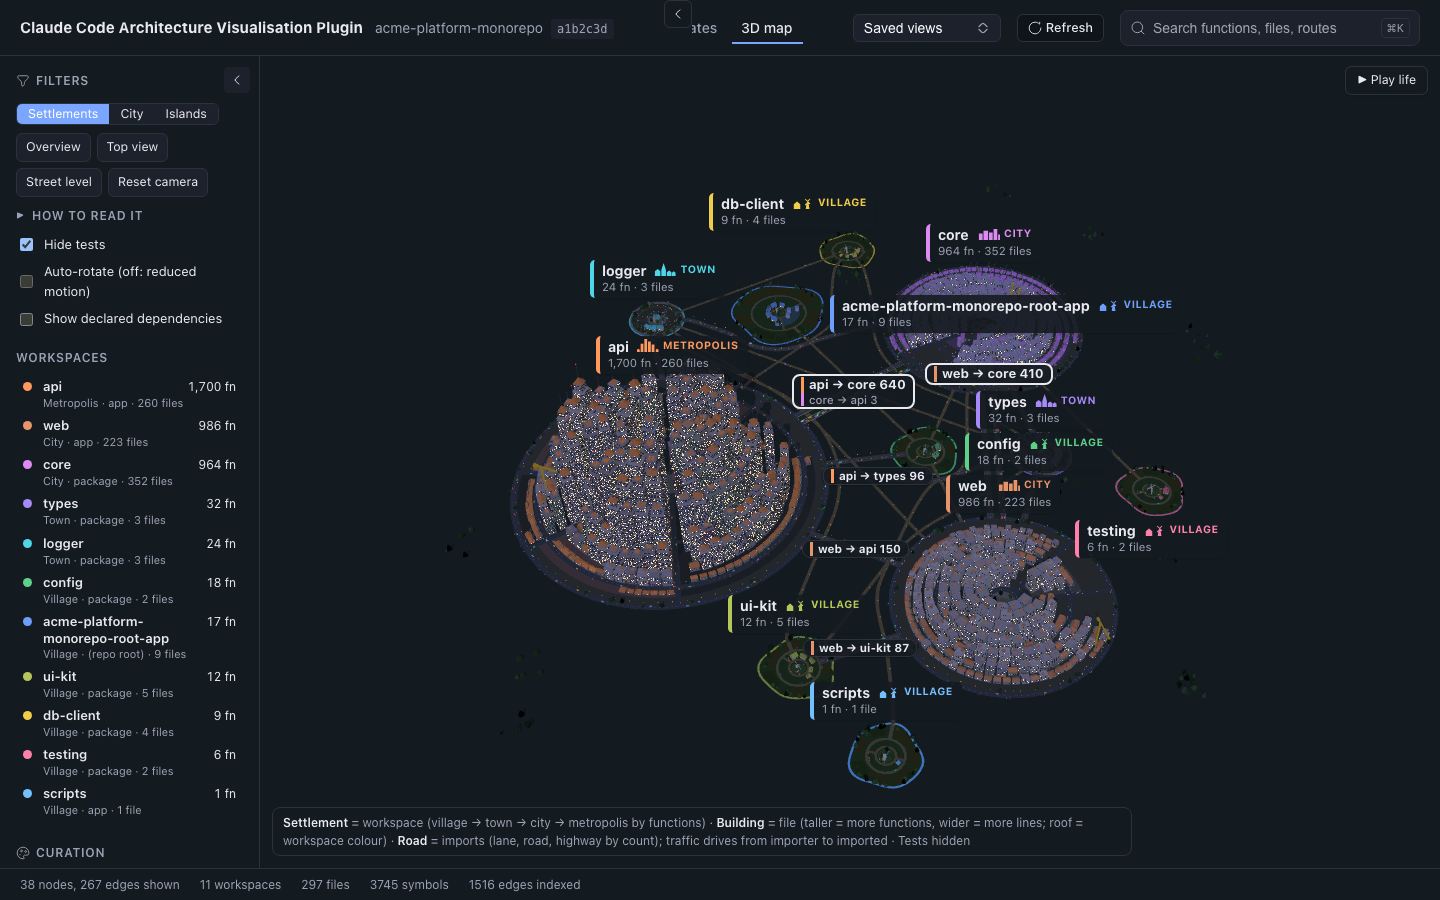 Claude Code Architecture Visualisation Plugin acme-platform-monorepo a1b2c3d
ates 3D map
Saved views
Refresh
Search functions, files, routes ⌘K
FILTERS
Settlements City Islands
Overview Top view
Street level Reset camera
HOW TO READ IT
Hide tests
Auto-rotate (off: reduced
motion)
Show declared dependencies
WORKSPACES
api 1,700 fn
Metropolis · app · 260 files
web 986 fn
City · app · 223 files
core 964 fn
City · package · 352 files
types 32 fn
Town · package · 3 files
logger 24 fn
Town · package · 3 files
config 18 fn
Village · package · 2 files
acme-platform- 17 fn
monorepo-root-app
Village · (repo root) · 9 files
ui-kit 12 fn
Village · package · 5 files
db-client 9 fn
Village · package · 4 files
testing 6 fn
Village · package · 2 files
scripts 1 fn
Village · app · 1 file
CURATION
Play life
db-client VILLAGE
9 fn · 4 files
core CITY
964 fn · 352 files
logger TOWN
24 fn · 3 files
acme-platform-monorepo-root-app VILLAGE
17 fn · 9 files
api METROPOLIS
1,700 fn · 260 files
web → core 410
api → core 640
core → api 3
types TOWN
32 fn · 3 files
config VILLAGE
18 fn · 2 files
api → types 96
web CITY
986 fn · 223 files
testing VILLAGE
6 fn · 2 files
web → api 150
ui-kit VILLAGE
12 fn · 5 files
web → ui-kit 87
scripts VILLAGE
1 fn · 1 file
Settlement = workspace (village → town → city → metropolis by functions) · Building = file (taller = more functions, wider = more lines; roof =
workspace colour) · Road = imports (lane, road, highway by count); traffic drives from importer to imported · Tests hidden
38 nodes, 267 edges shown 11 workspaces 297 files 3745 symbols 1516 edges indexed